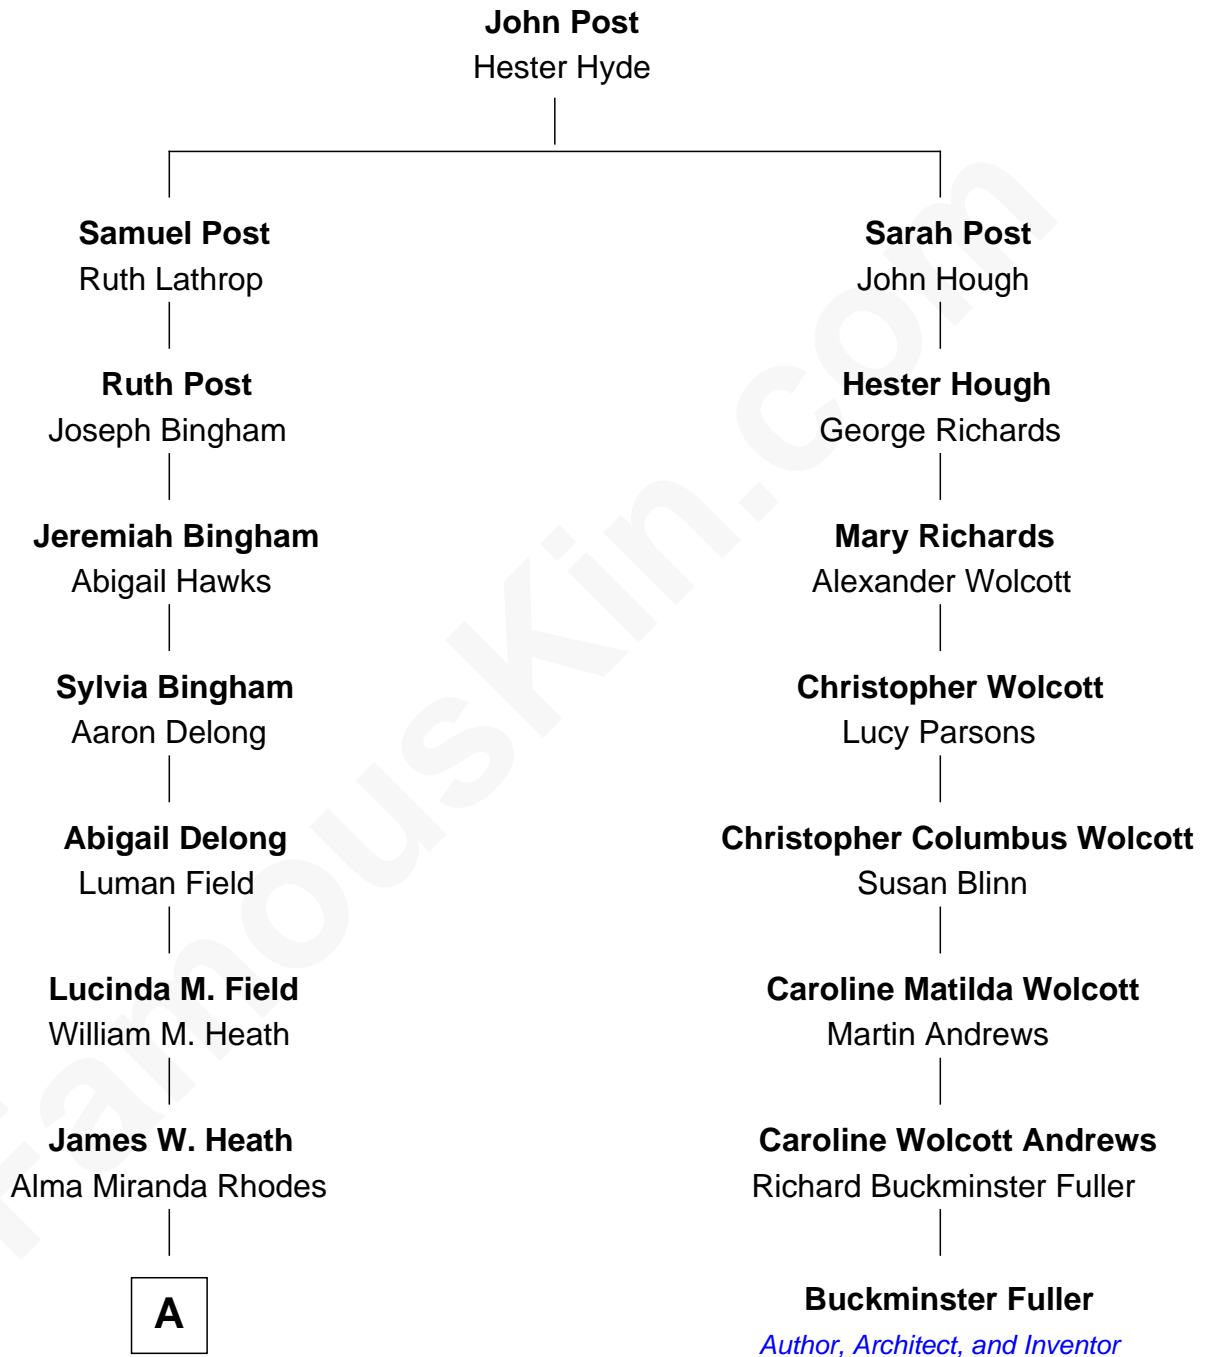 John Post
Hester Hyde
Samuel Post
Ruth Lathrop
Sarah Post
John Hough
Ruth Post
Joseph Bingham
Hester Hough
George Richards
Jeremiah Bingham
Abigail Hawks
Mary Richards
Alexander Wolcott
Sylvia Bingham
Aaron Delong
Christopher Wolcott
Lucy Parsons
Abigail Delong
Luman Field
Christopher Columbus Wolcott
Susan Blinn
Lucinda M. Field
William M. Heath
Caroline Matilda Wolcott
Martin Andrews
James W. Heath
Alma Miranda Rhodes
Caroline Wolcott Andrews
Richard Buckminster Fuller
A
Buckminster Fuller
Author, Architect, and Inventor
FamousKin.com